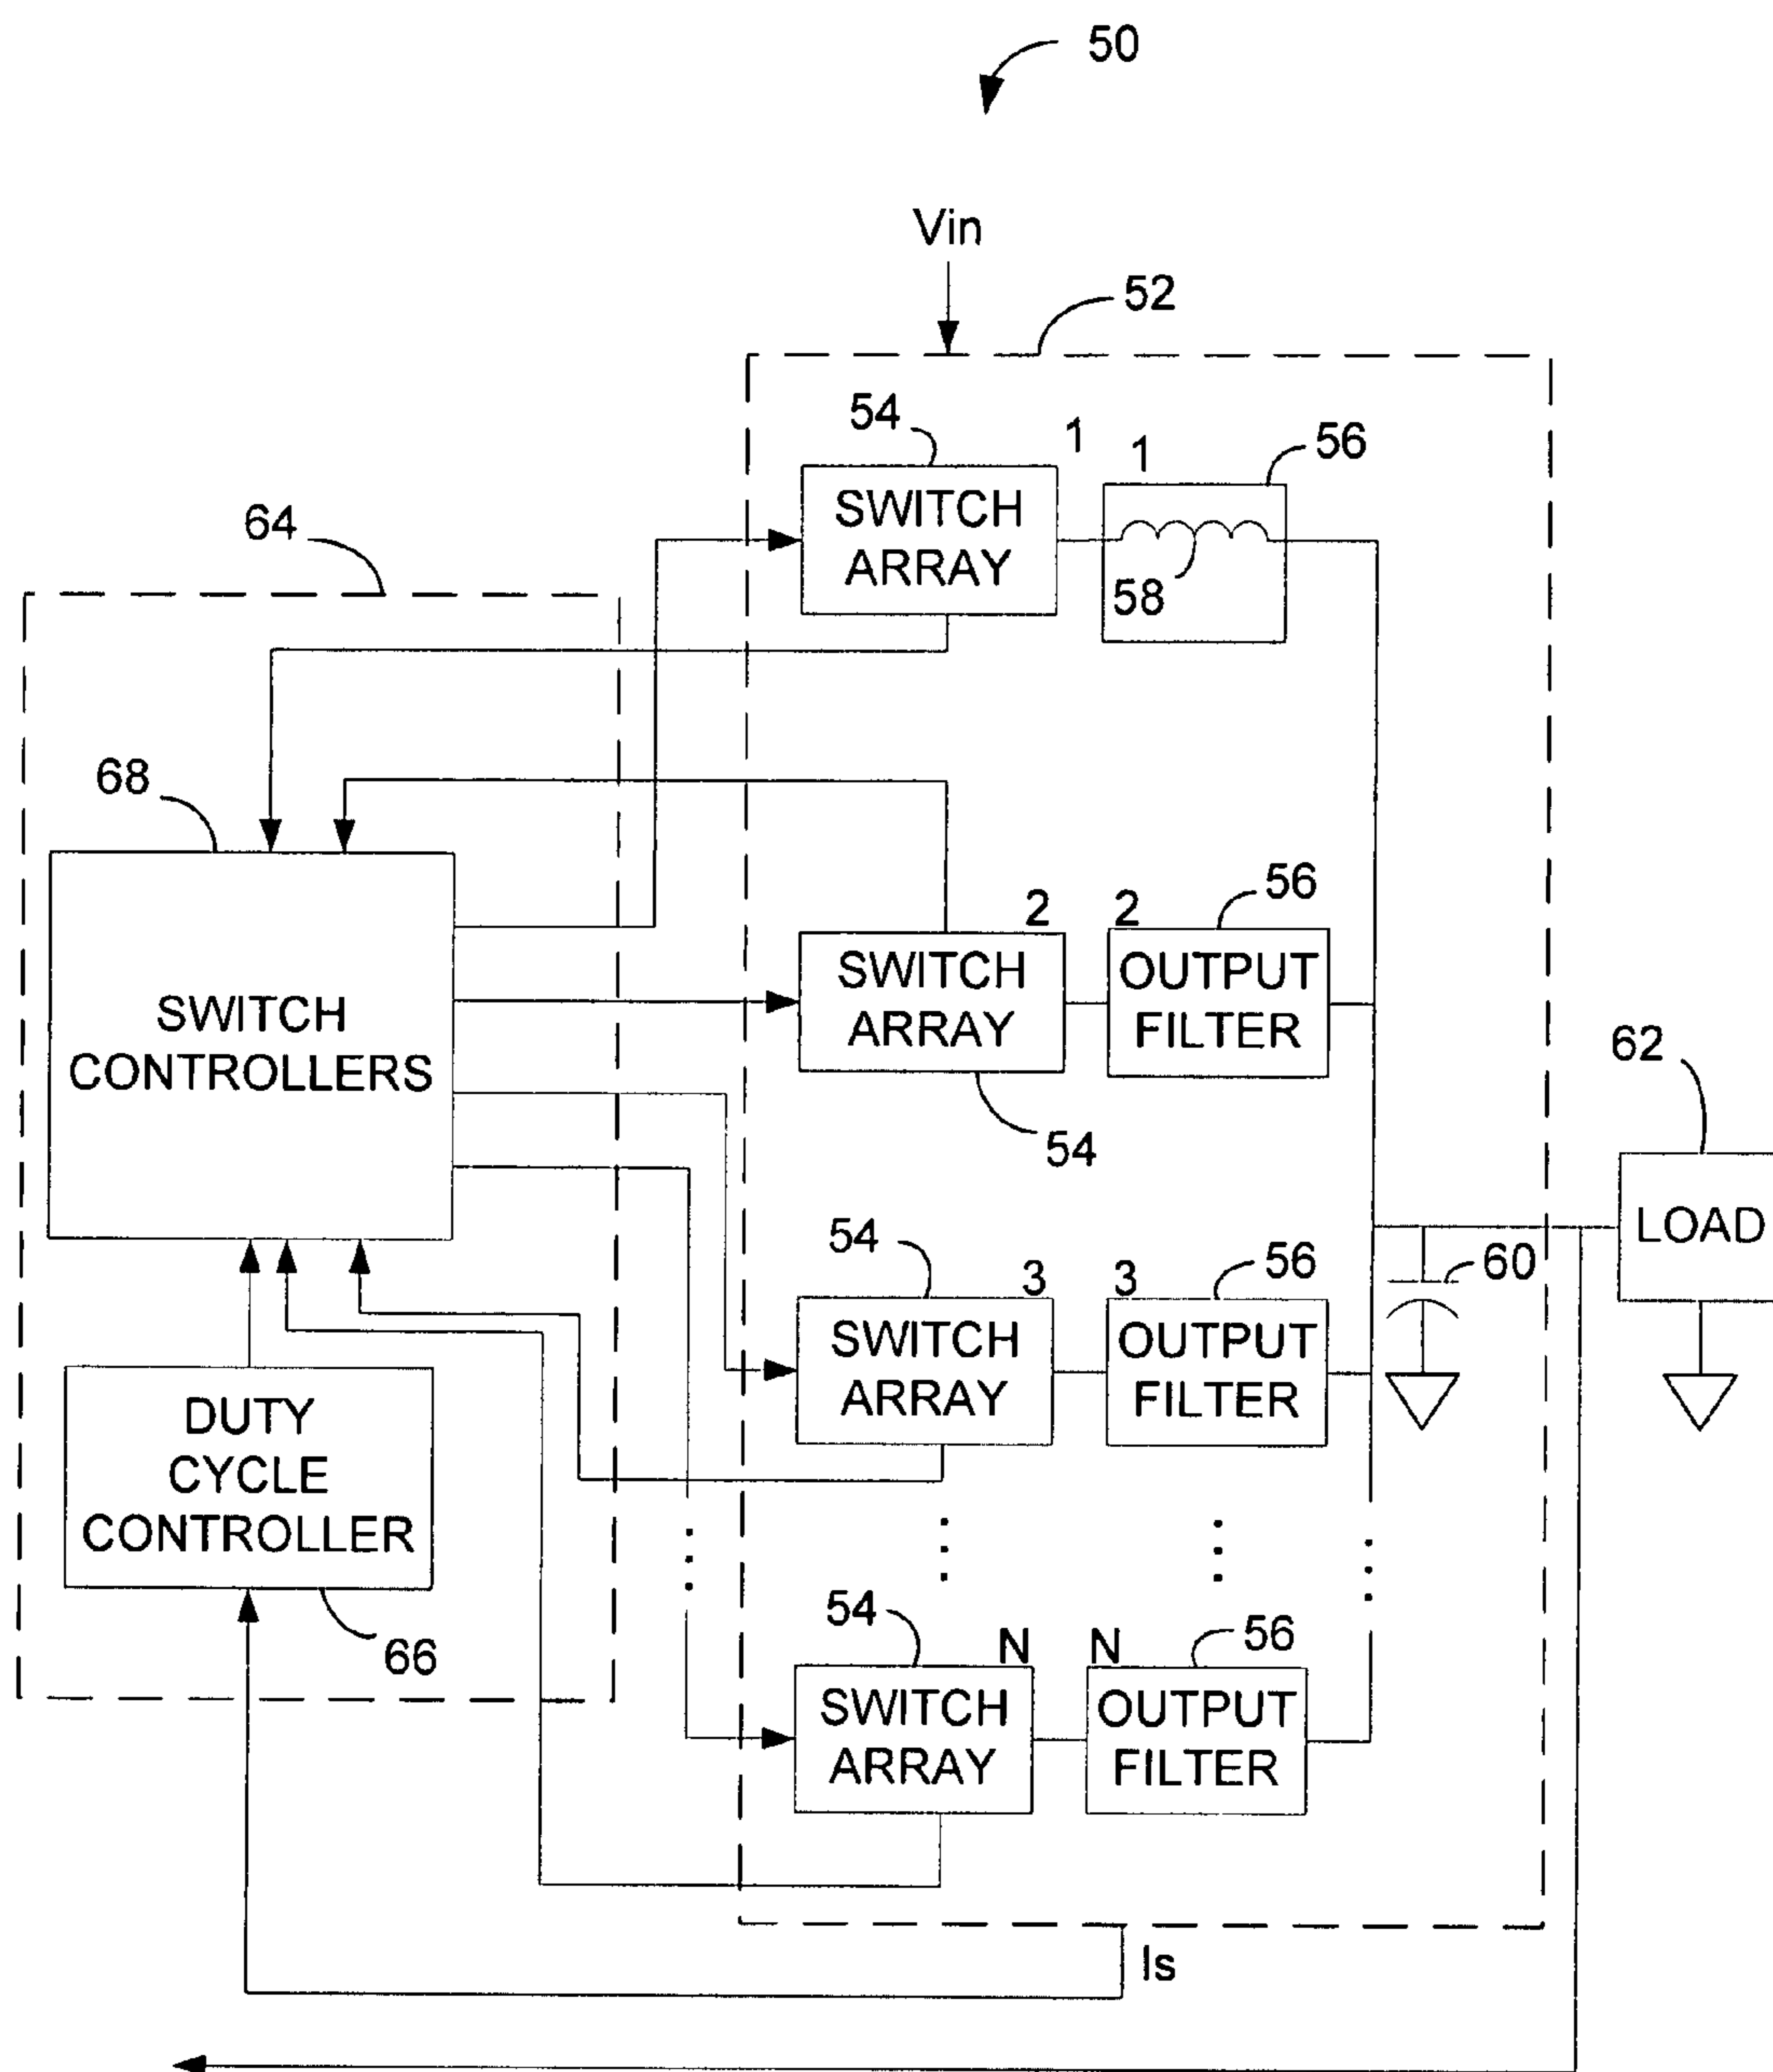 50
Vin
52
54
1
1
56
SWITCH
ARRAY
58
64
68
SWITCH
CONTROLLERS
2
2
56
SWITCH
ARRAY
OUTPUT
FILTER
54
62
LOAD
54
3
3
56
60
SWITCH
ARRAY
OUTPUT
FILTER
DUTY
CYCLE
CONTROLLER
66
54
N
N
56
SWITCH
ARRAY
OUTPUT
FILTER
Is